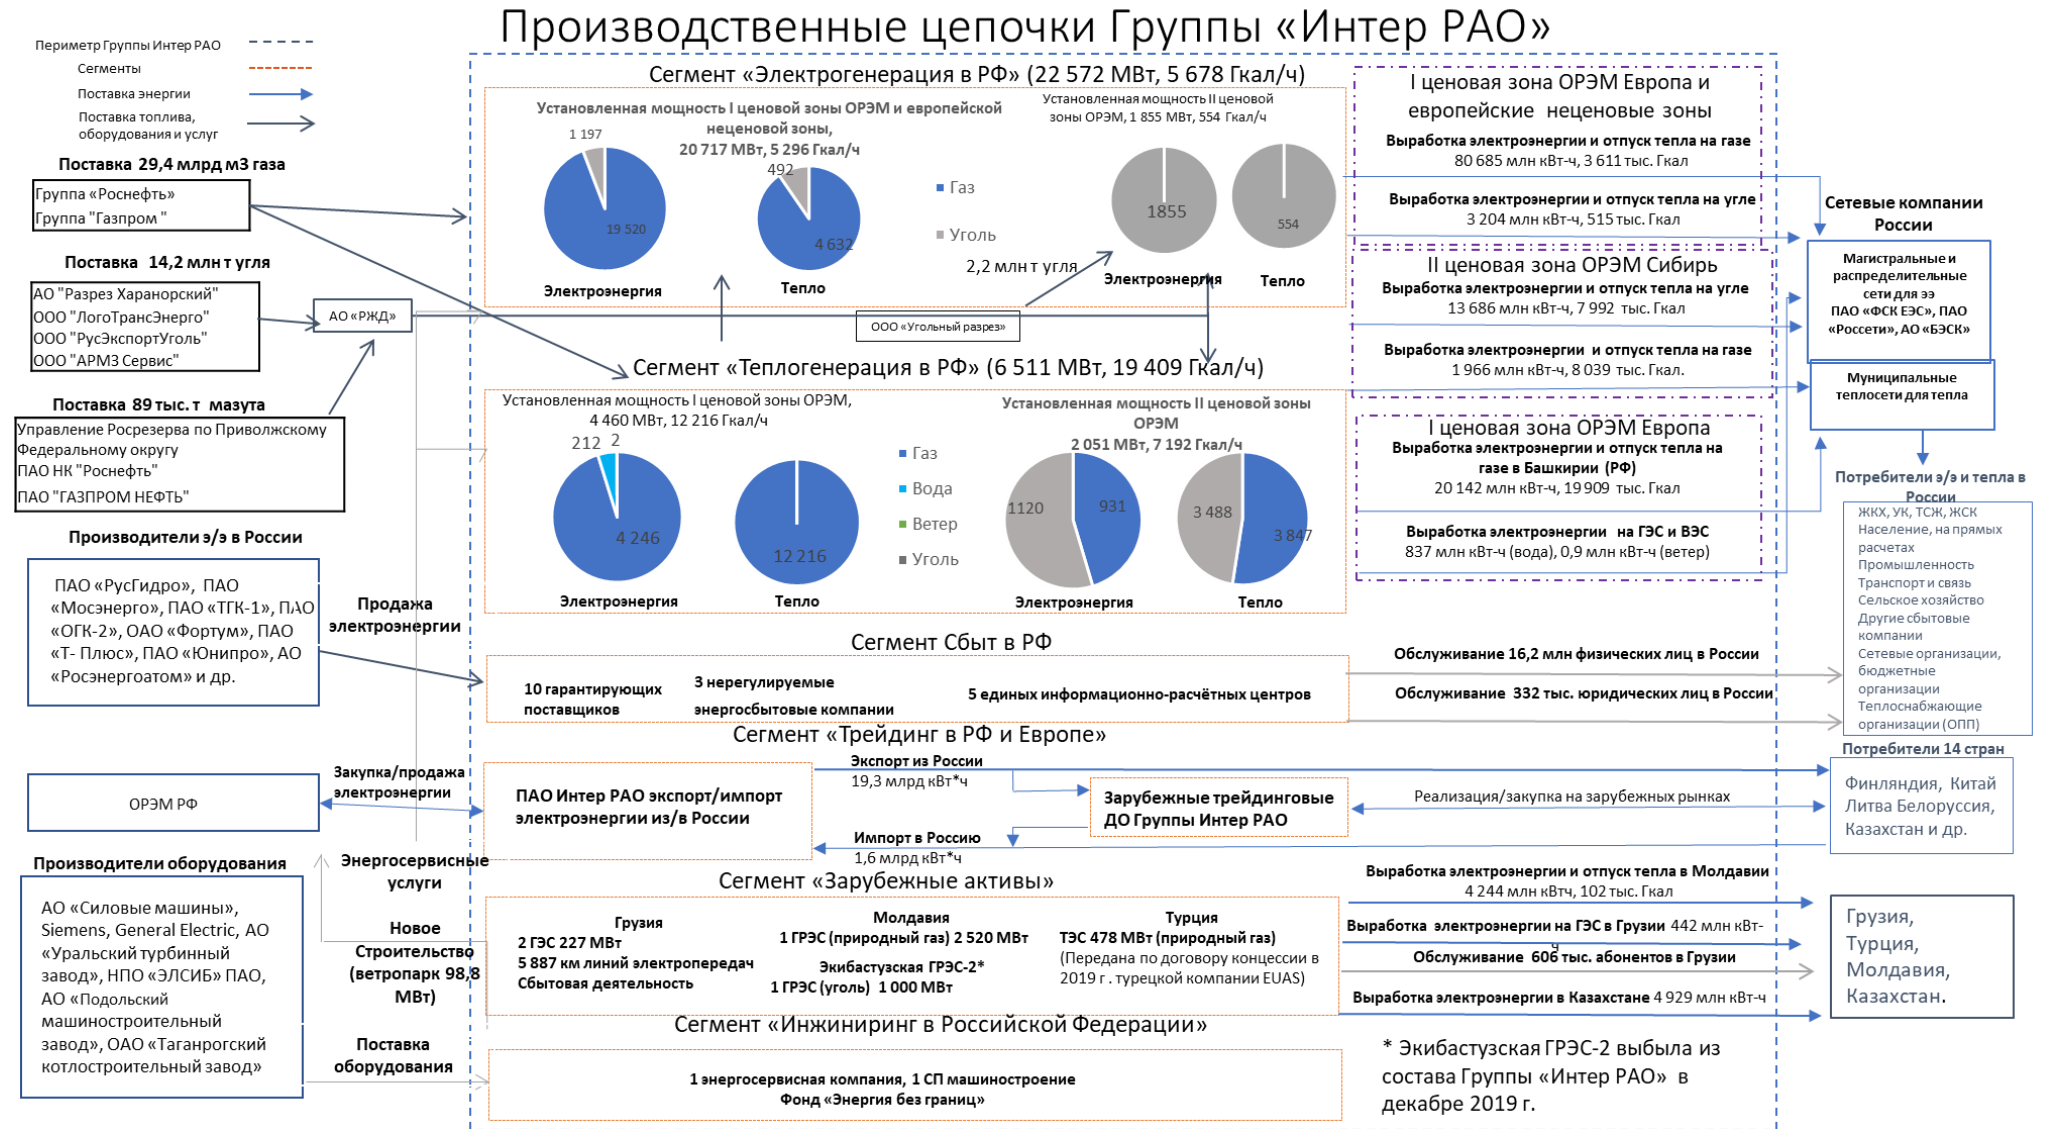 Производственные цепочки Группы «Интер РАО»
Периметр Группы Интер РАО
Сегменты
Поставка энергии
Поставка топлива,
оборудования и услуг
Поставка 29,4 млрд м3 газа
Группа «Роснефть»
Группа "Газпром "
Поставка 14,2 млн т угля
АО "Разрез Харанорский"
ООО "ЛогоТрансЭнерго"
ООО "РусЭкспортУголь"
ООО "АРМЗ Сервис"
АО «РЖД»
Поставка 89 тыс. т мазута
Управление Росрезерва по Приволжскому
Федеральному округу
ПАО НК "Роснефть"
ПАО "ГАЗПРОМ НЕФТЬ"
Производители э/э в России
ПАО «РусГидро», ПАО
«Мосэнерго», ПАО «ТГК-1», ПАО
«ОГК-2», ОАО «Фортум», ПАО
«Т- Плюс», ПАО «Юнипро», АО
«Росэнергоатом» и др.
Продажа
электроэнергии
ОРЭМ РФ
Закупка/продажа
электроэнергии
Производители оборудования
АО «Силовые машины»,
Siemens, General Electric, АО
«Уральский турбинный
завод», НПО «ЭЛСИБ» ПАО,
АО «Подольский
машиностроительный
завод», ОАО «Таганрогский
котлостроительный завод»
Энергосервисные
услуги
Новое
Строительство
(ветропарк 98,8
МВт)
Поставка
оборудования
Сегмент «Электрогенерация в РФ» (22 572 МВт, 5 678 Гкал/ч)
Установленная мощность I ценовой зоны ОРЭМ и европейской
неценовой зоны,
20 717 МВт, 5 296 Гкал/ч
1 197
19 520
Электроэнергия
492
4 632
Тепло
Газ
Уголь
Установленная мощность II ценовой
зоны ОРЭМ, 1 855 МВт, 554 Гкал/ч
1855
Электроэнергия
554
Тепло
2,2 млн т угля
ООО «Угольный разрез»
Сегмент «Теплогенерация в РФ» (6 511 МВт, 19 409 Гкал/ч)
Установленная мощность I ценовой зоны ОРЭМ,
4 460 МВт, 12 216 Гкал/ч
212
2
4 246
Электроэнергия
12 216
Тепло
Газ
Вода
Ветер
Уголь
Установленная мощность II ценовой зоны
ОРЭМ
2 051 МВт, 7 192 Гкал/ч
1120
931
Электроэнергия
3 488
3 847
Тепло
Сегмент Сбыт в РФ
10 гарантирующих
поставщиков
3 нерегулируемые
энергосбытовые компании
5 единых информационно-расчётных центров
Сегмент «Трейдинг в РФ и Европе»
ПАО Интер РАО экспорт/импорт
электроэнергии из/в России
Экспорт из России
19,3 млрд кВт*ч
Импорт в Россию
1,6 млрд кВт*ч
Зарубежные трейдинговые
ДО Группы Интер РАО
Сегмент «Зарубежные активы»
Грузия
2 ГЭС 227 МВт
5 887 км линий электропередач
Сбытовая деятельность
Молдавия
1 ГРЭС (природный газ) 2 520 МВт
Экибастузская ГРЭС-2*
1 ГРЭС (уголь) 1 000 МВт
Турция
ТЭС 478 МВт (природный газ)
(Передана по договору концессии в
2019 г . турецкой компании EUAS)
Сегмент «Инжиниринг в Российской Федерации»
1 энергосервисная компания, 1 СП машиностроение
Фонд «Энергия без границ»
I ценовая зона ОРЭМ Европа и
европейские неценовые зоны
Выработка электроэнергии и отпуск тепла на газе
80 685 млн кВт-ч, 3 611 тыс. Гкал
Выработка электроэнергии и отпуск тепла на угле
3 204 млн кВт-ч, 515 тыс. Гкал
II ценовая зона ОРЭМ Сибирь
Выработка электроэнергии и отпуск тепла на угле
13 686 млн кВт-ч, 7 992 тыс. Гкал
Выработка электроэнергии и отпуск тепла на газе
1 966 млн кВт-ч, 8 039 тыс. Гкал.
I ценовая зона ОРЭМ Европа
Выработка электроэнергии и отпуск тепла на
газе в Башкирии (РФ)
20 142 млн кВт-ч, 19 909 тыс. Гкал
Выработка электроэнергии на ГЭС и ВЭС
837 млн кВт-ч (вода), 0,9 млн кВт-ч (ветер)
Обслуживание 16,2 млн физических лиц в России
Обслуживание 332 тыс. юридических лиц в России
Реализация/закупка на зарубежных рынках
Выработка электроэнергии и отпуск тепла в Молдавии
4 244 млн кВтч, 102 тыс. Гкал
Выработка электроэнергии на ГЭС в Грузии 442 млн кВт-
ч
Обслуживание 606 тыс. абонентов в Грузии
Выработка электроэнергии в Казахстане 4 929 млн кВт-ч
* Экибастузская ГРЭС-2 выбыла из
состава Группы «Интер РАО» в
декабре 2019 г.
Сетевые компании
России
Магистральные и
распределительные
сети для ээ
ПАО «ФСК ЕЭС», ПАО
«Россети», АО «БЭСК»
Муниципальные
теплосети для тепла
Потребители э/э и тепла в
России
ЖКХ, УК, ТСЖ, ЖСК
Население, на прямых
расчетах
Промышленность
Транспорт и связь
Сельское хозяйство
Другие сбытовые
компании
Сетевые организации,
бюджетные
организации
Теплоснабжающие
организации (ОПП)
Потребители 14 стран
Финляндия, Китай
Литва Белоруссия,
Казахстан и др.
Грузия,
Турция,
Молдавия,
Казахстан.